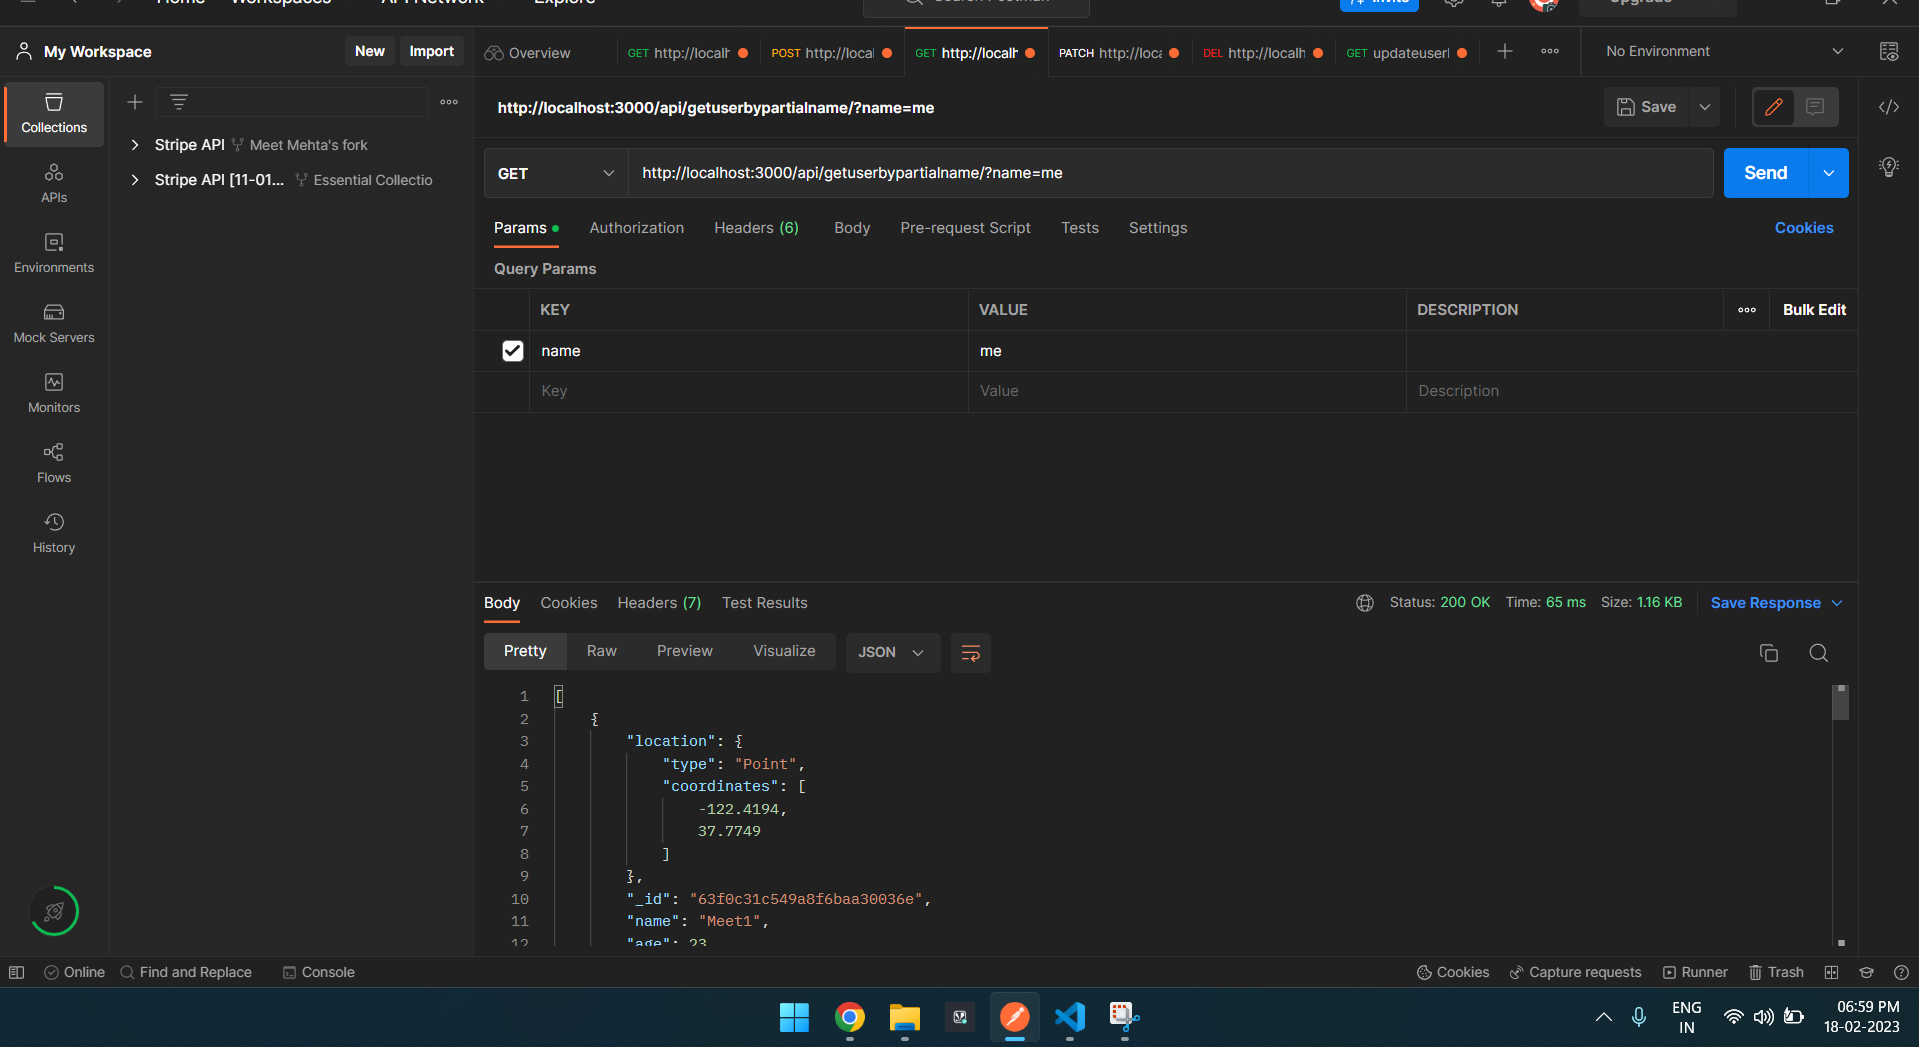 Home Workspaces API Network Explore Search Postman Invite Upgrade
My Workspace New Import
Overview GET http://localh POST http://local GET http://localh PATCH http://loca DEL http://localh GET updateuserl No Environment
http://localhost:3000/api/getuserbypartialname/?name=me Save
Collections
APIs
Environments
Mock Servers
Monitors
Flows
History
Stripe API Meet Mehta's fork
Stripe API [11-01... Essential Collectio
GET http://localhost:3000/api/getuserbypartialname/?name=me Send
Params Authorization Headers (6) Body Pre-request Script Tests Settings Cookies
Query Params
KEY VALUE DESCRIPTION Bulk Edit
name me
Key Value Description
Body Cookies Headers (7) Test Results Status: 200 OK Time: 65 ms Size: 1.16 KB Save Response
Pretty Raw Preview Visualize JSON
1 [
2 {
3 "location": {
4 "type": "Point",
5 "coordinates": [
6 -122.4194,
7 37.7749
8 ]
9 },
10 "_id": "63f0c31c549a8f6baa30036e",
11 "name": "Meet1",
12 "age": 23
Online Find and Replace Console Cookies Capture requests Runner Trash
ENG
IN
06:59 PM
18-02-2023